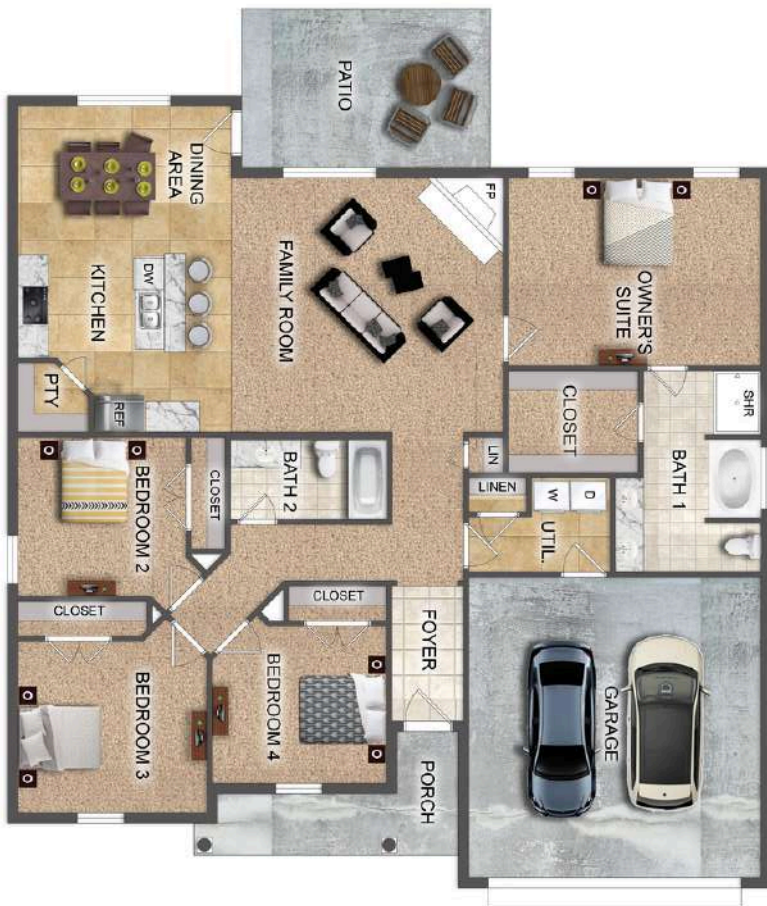 PATIO
DINING
AREA
FP
OWNER'S
SUITE
FAMILY ROOM
KITCHEN
DW
SHR
CLOSET
PTY
REF
BATH 1
LIN
BEDROOM 2
CLOSET
BATH 2
LINEN
W
D
UTIL.
CLOSET
CLOSET
FOYER
BEDROOM 3
BEDROOM 4
GARAGE
PORCH